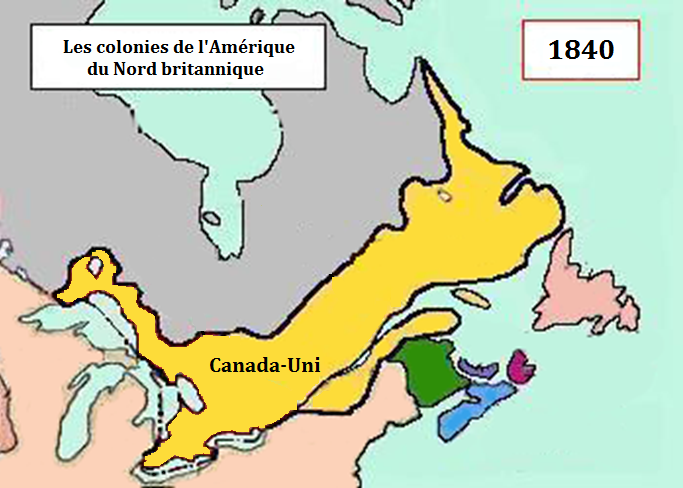 Les colonies de l'Amérique
du Nord britannique
1840
Canada-Uni